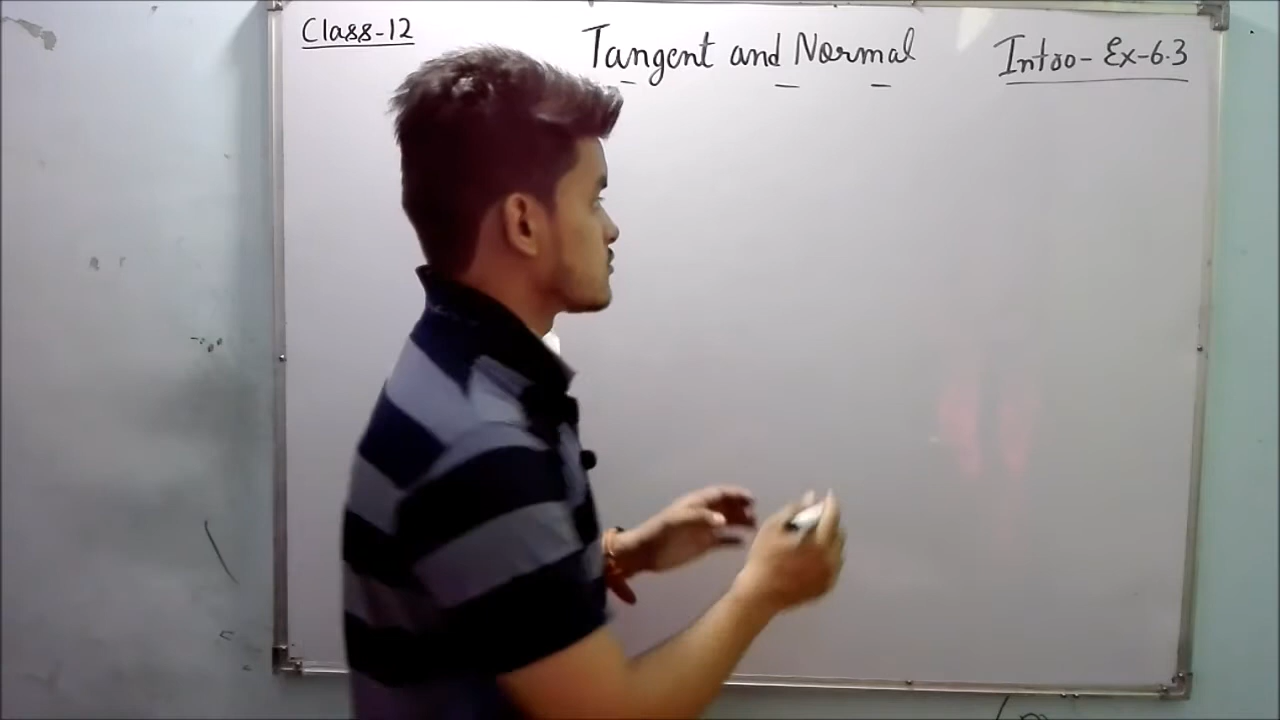 Class-12
Tangent and Normal
Intro- Ex-6.3